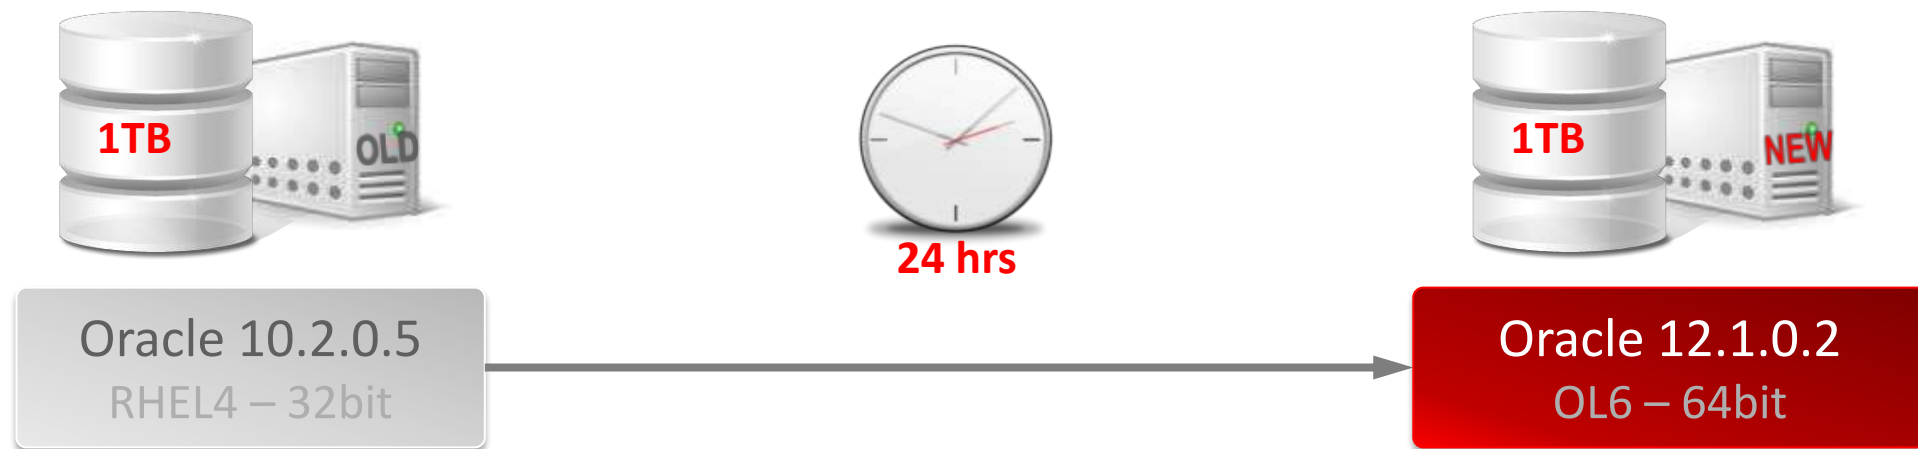 1TB
OLD
24 hrs
1TB
NEW
Oracle 10.2.0.5
RHEL4 – 32bit
Oracle 12.1.0.2
OL6 – 64bit